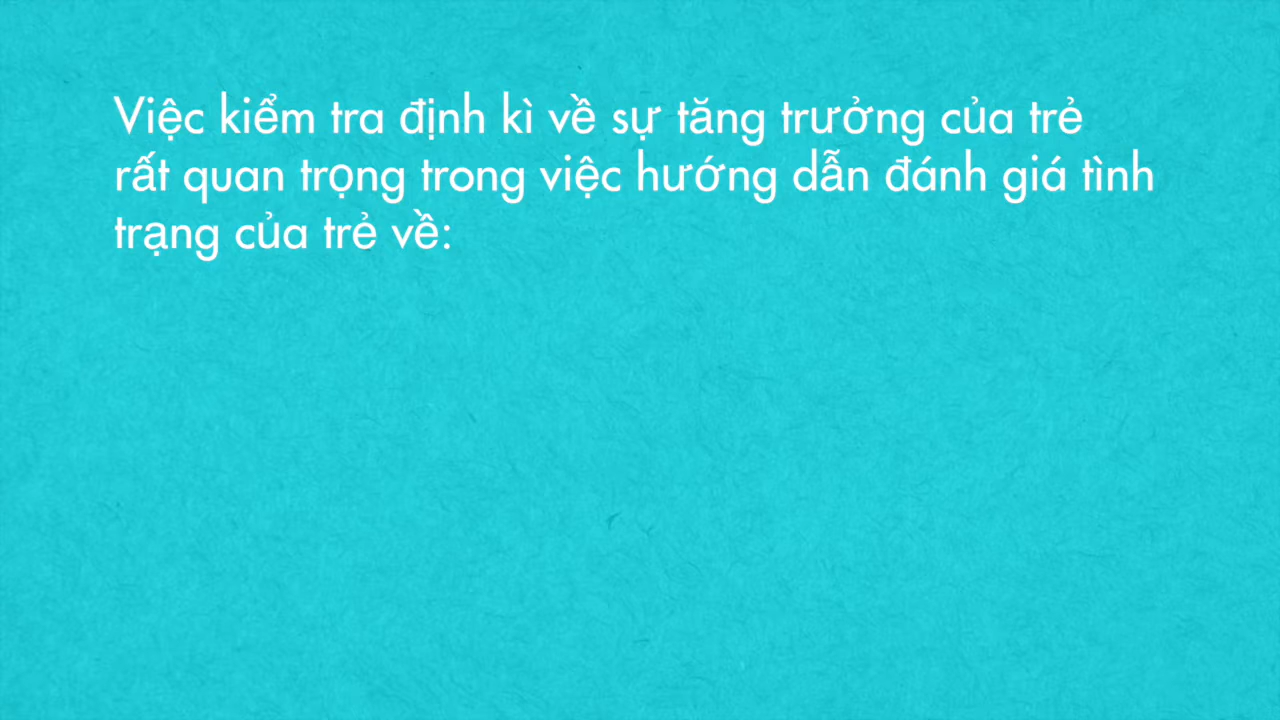 Việc kiểm tra định kì về sự tăng trưởng của trẻ
rất quan trọng trong việc hướng dẫn đánh giá tình
trạng của trẻ về: